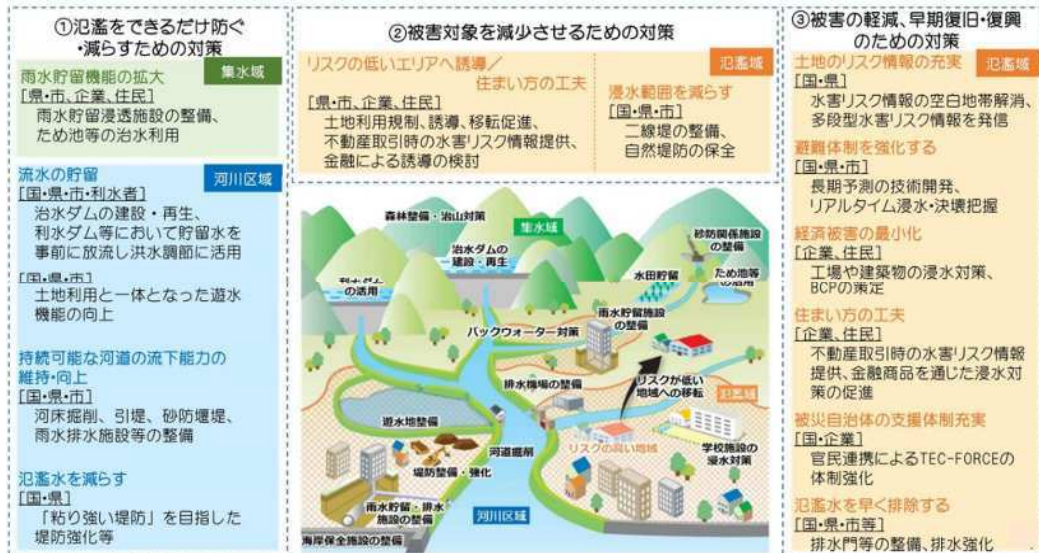 ①氾濫をできるだけ防ぐ
・減らすための対策
雨水貯留機能の拡大
集水域
[県・市、企業、住民]
雨水貯留浸透施設の整備、
ため池等の治水利用
流水の貯留
河川区域
[国・県・市・利水者]
治水ダムの建設・再生、
利水ダム等において貯留水を
事前に放流し洪水調節に活用
[国・県・市]
土地利用と一体となった遊水
機能の向上
持続可能な河道の流下能力の
維持・向上
[国・県・市]
河床掘削、引堤、砂防堰堤、
雨水排水施設等の整備
氾濫水を減らす
[国・県]
「粘り強い堤防」を目指した
堤防強化等
②被害対象を減少させるための対策
リスクの低いエリアへ誘導／
住まい方の工夫
[県・市、企業、住民]
土地利用規制、誘導、移転促進、
不動産取引時の水害リスク情報提供、
金融による誘導の検討
氾濫域
浸水範囲を減らす
[国・県・市]
二線堤の整備、
自然堤防の保全
森林整備・治山対策
集水域
治水ダムの
建設・再生
砂防関係施設
の整備
利水ダム
の活用
水田貯留
ため池等
の活用
雨水貯留施設
の整備
バックウォーター対策
排水機場の整備
リスクが低い
地域への移転
氾濫域
遊水地整備
河道掘削
リスクの高い地域
学校施設の
浸水対策
堤防整備・強化
雨水貯留・排水
施設の整備
河川区域
海岸保全施設の整備
③被害の軽減、早期復旧・復興
のための対策
土地のリスク情報の充実
氾濫域
[国・県]
水害リスク情報の空白地帯解消、
多段型水害リスク情報を発信
避難体制を強化する
[国・県・市]
長期予測の技術開発、
リアルタイム浸水・決壊把握
経済被害の最小化
[企業、住民]
工場や建築物の浸水対策、
BCPの策定
住まい方の工夫
[企業、住民]
不動産取引時の水害リスク情報
提供、金融商品を通じた浸水対
策の促進
被災自治体の支援体制充実
[国・企業]
官民連携によるTEC-FORCEの
体制強化
氾濫水を早く排除する
[国・県・市等]
排水門等の整備、排水強化